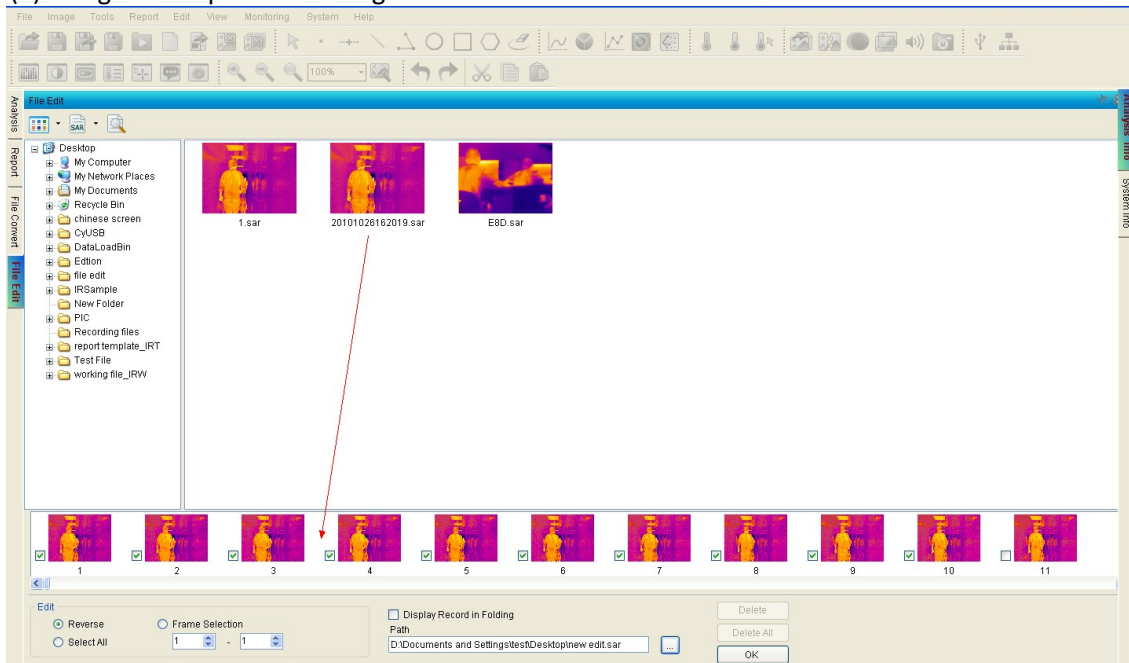 File Image Tools Report Edit View Monitoring System Help
100%
File Edit
SAR
Analysis
Report
File Convert
File Edit
Desktop
My Computer
My Network Places
My Documents
Recycle Bin
chinese screen
CyUSB
DataLoadBin
Edtion
file edit
IRSample
New Folder
PIC
Recording files
report template_IRT
Test File
working file_IRW
1.sar 20101026162019.sar E8D.sar
Analysis Info
System Info
1 2 3 4 5 6 7 8 9 10 11
Edit
Reverse Frame Selection
Select All 1 - 1
Display Record in Folding
Path
D:\Documents and Settings\test\Desktop\new edit.sar ...
Delete
Delete All
OK